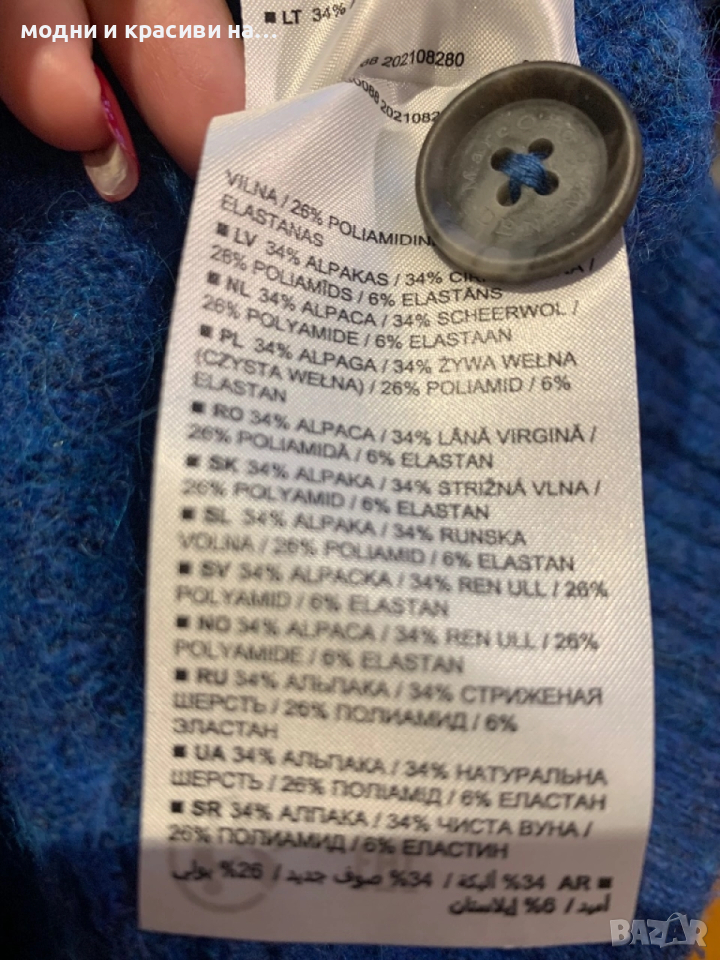 модни и красиви на...
■ LT 34% /
08 202108280
0088 2021082
VILNA / 26% POLIAMIDIN
ELASTANAS
■ LV 34% ALPAKAS / 34% CIR
26% POLIAMĪDS / 6% ELASTĀNS
■ NL 34% ALPACA / 34% SCHEERWOL /
26% POLYAMIDE / 6% ELASTAAN
■ PL 34% ALPAGA / 34% ŻYWA WEŁNA
(CZYSTA WEŁNA) / 26% POLIAMID / 6%
ELASTAN
■ RO 34% ALPACA / 34% LÂNĂ VIRGINĂ /
26% POLIAMIDĂ / 6% ELASTAN
■ SK 34% ALPAKA / 34% STRIŽNÁ VLNA /
26% POLYAMID / 6% ELASTAN
■ SL 34% ALPAKA / 34% RUNSKA
VOLNA / 26% POLIAMID / 6% ELASTAN
■ SV 34% ALPACKA / 34% REN ULL / 26%
POLYAMID / 6% ELASTAN
■ NO 34% ALPACA / 34% REN ULL / 26%
POLYAMIDE / 6% ELASTAN
■ RU 34% АЛЬПАКА / 34% СТРИЖЕНАЯ
ШЕРСТЬ / 26% ПОЛИАМИД / 6%
ЭЛАСТАН
■ UA 34% АЛЬПАКА / 34% НАТУРАЛЬНА
ШЕРСТЬ / 26% ПОЛІАМІД / 6% ЕЛАСТАН
■ SR 34% АЛПАКА / 34% ЧИСТА ВУНА /
26% ПОЛИАМИД / 6% ЕЛАСТИН
■ AR 34% ألبكة / 34% صوف جديد / 26% بولي
أميد / 6% إيلاستان
BAZAR